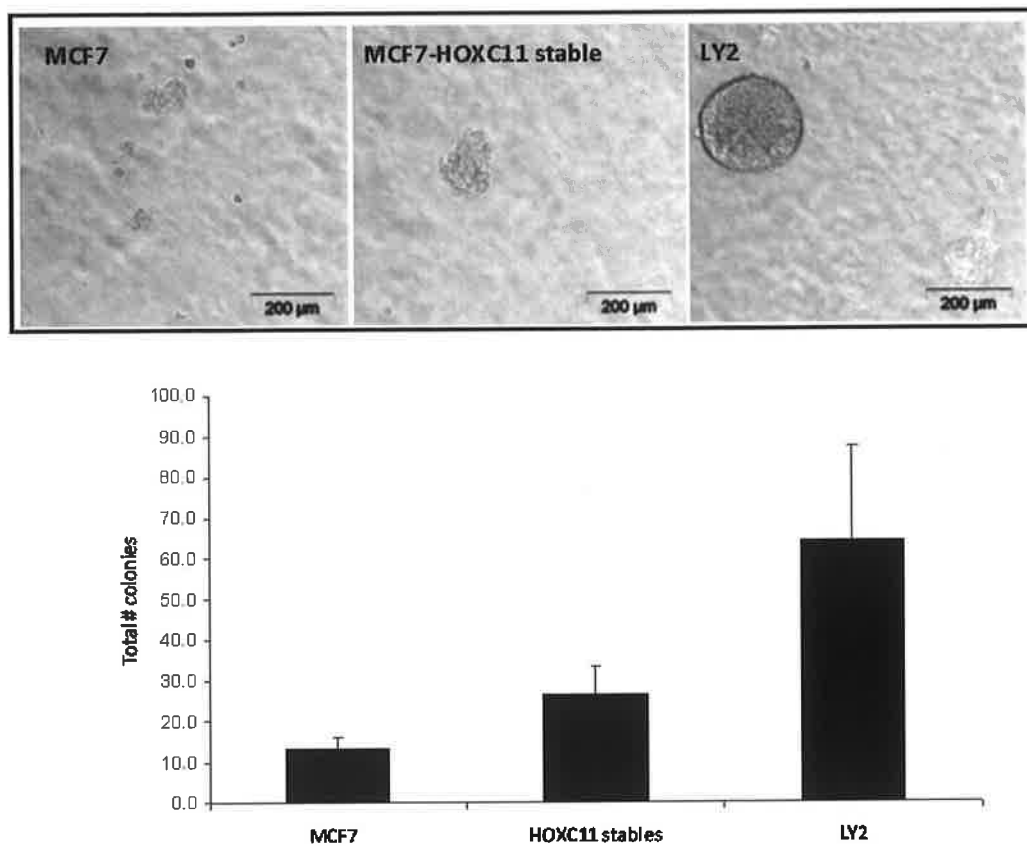 MCF7
MCF7-HOXC11 stable
LY2
200 µm
200 µm
200 µm
Total # colonies
100.0
90.0
80.0
70.0
60.0
50.0
40.0
30.0
20.0
10.0
0.0
MCF7
HOXC11 stables
LY2